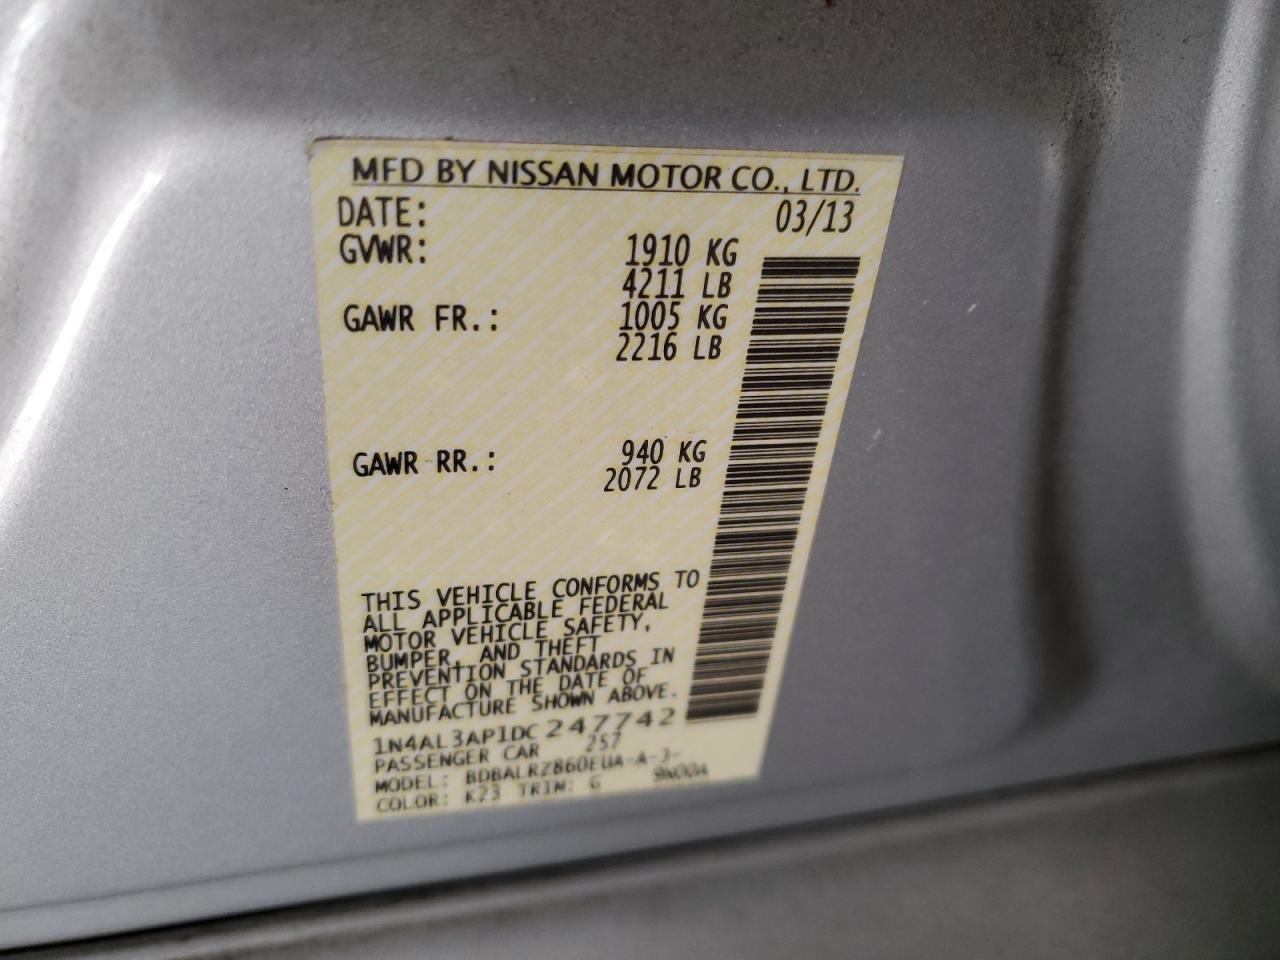 MFD BY NISSAN MOTOR CO., LTD.
DATE: 03/13
GVWR: 1910 KG
4211 LB
GAWR FR.: 1005 KG
2216 LB
GAWR RR.: 940 KG
2072 LB
THIS VEHICLE CONFORMS TO
ALL APPLICABLE FEDERAL
MOTOR VEHICLE SAFETY,
BUMPER, AND THEFT
PREVENTION STANDARDS IN
EFFECT ON THE DATE OF
MANUFACTURE SHOWN ABOVE.
1N4AL3AP1DC247742
PASSENGER CAR 257
MODEL: BDBALRZ860EUA-A-J-
COLOR: K23 TRIM: G